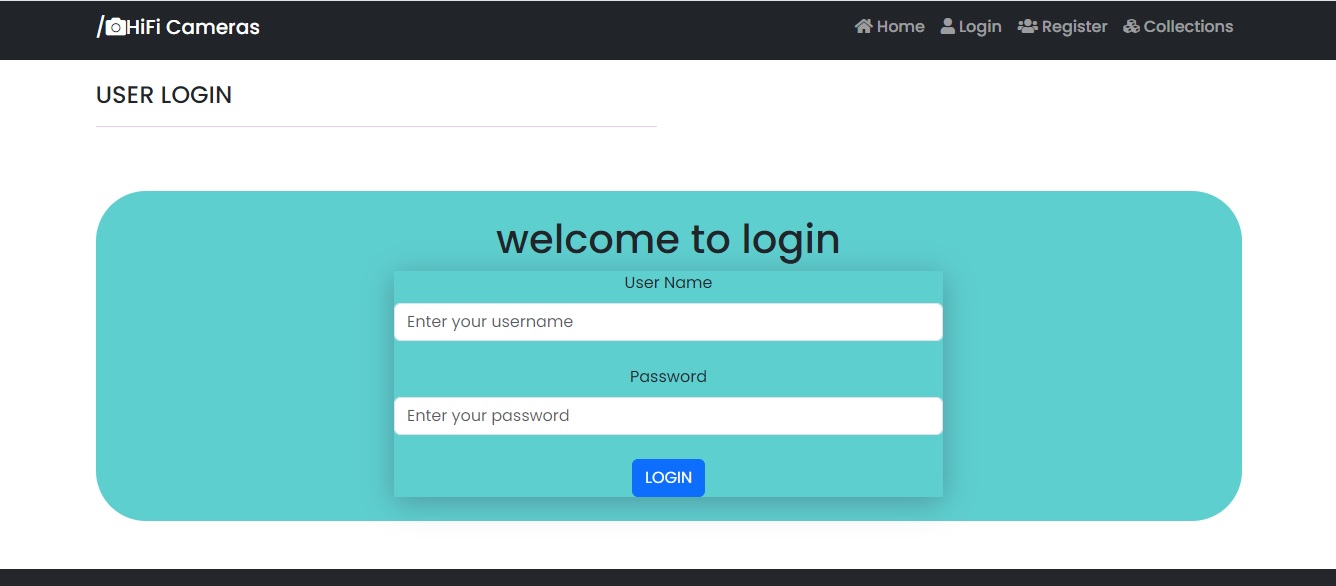 /HiFi Cameras Home Login Register Collections
USER LOGIN
welcome to login
User Name
Enter your username
Password
Enter your password
LOGIN